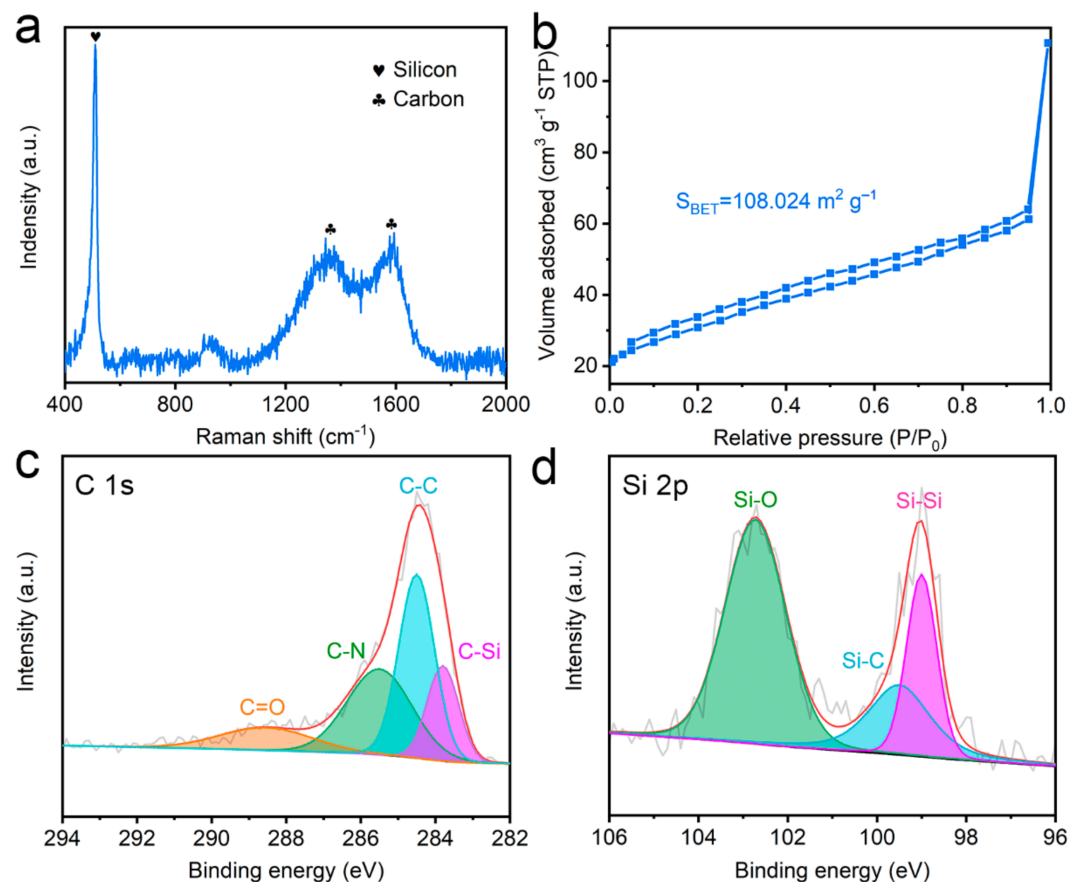 a
♥
♥ Silicon
♣ Carbon
♣
♣
Indensity (a.u.)
400
800
1200
1600
2000
Raman shift (cm⁻¹)
b
Volume adsorbed (cm³ g⁻¹ STP)
100
80
60
40
20
S_BET=108.024 m² g⁻¹
0.0
0.2
0.4
0.6
0.8
1.0
Relative pressure (P/P₀)
c
C 1s
C-C
C-N
C-Si
C=O
Intensity (a.u.)
294
292
290
288
286
284
282
Binding energy (eV)
d
Si 2p
Si-O
Si-Si
Si-C
Intensity (a.u.)
106
104
102
100
98
96
Binding energy (eV)